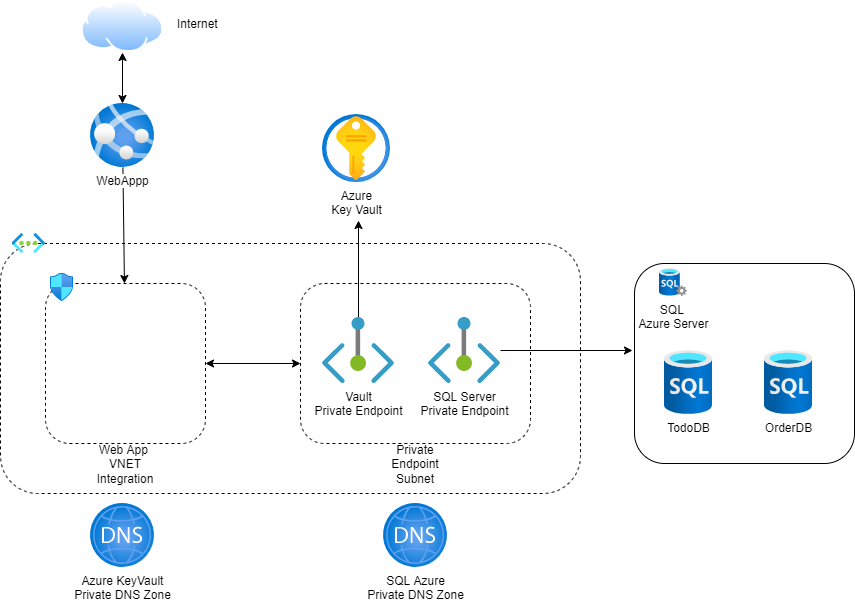 Internet
WebAppp
Azure
Key Vault
SQL
SQL
Azure Server
Vault
Private Endpoint
SQL Server
Private Endpoint
SQL
SQL
TodoDB
OrderDB
Web App
VNET
Integration
Private
Endpoint
Subnet
DNS
DNS
Azure KeyVault
Private DNS Zone
SQL Azure
Private DNS Zone